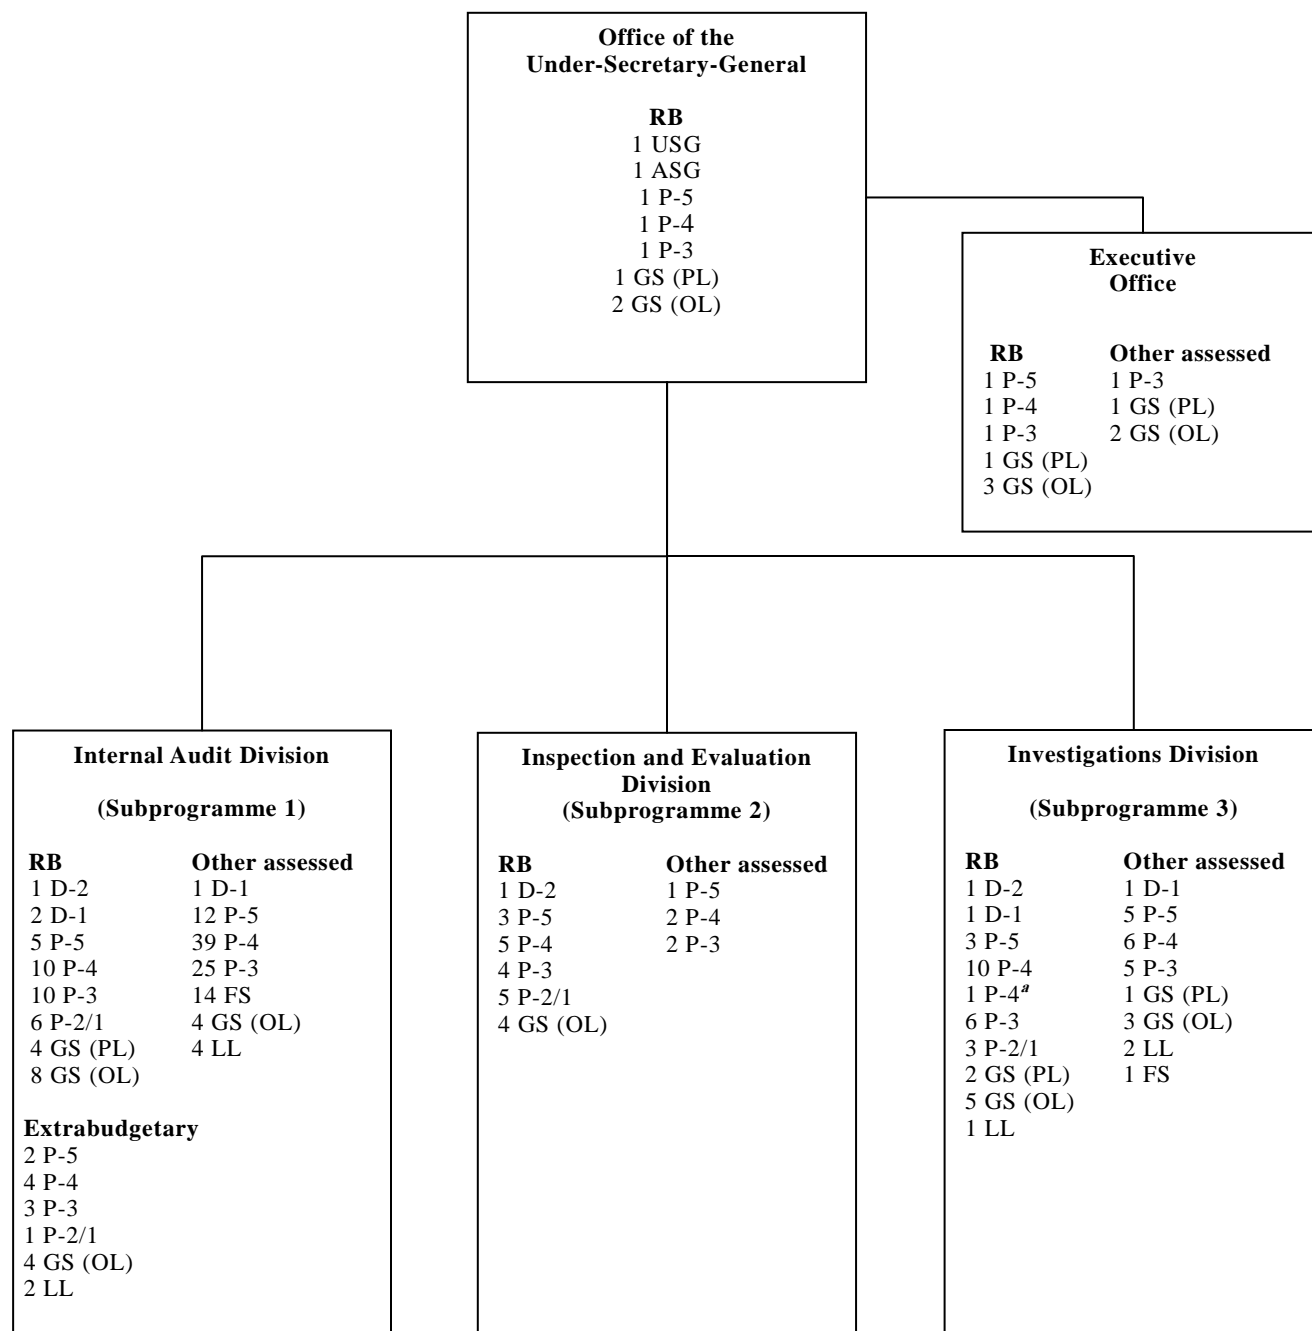 Office of the
Under-Secretary-General
RB
1 USG
1 ASG
1 P-5
1 P-4
1 P-3
1 GS (PL)
2 GS (OL)
Executive
Office
RB
1 P-5
1 P-4
1 P-3
1 GS (PL)
3 GS (OL)
Other assessed
1 P-3
1 GS (PL)
2 GS (OL)
Internal Audit Division
(Subprogramme 1)
RB
1 D-2
2 D-1
5 P-5
10 P-4
10 P-3
6 P-2/1
4 GS (PL)
8 GS (OL)
Other assessed
1 D-1
12 P-5
39 P-4
25 P-3
14 FS
4 GS (OL)
4 LL
Extrabudgetary
2 P-5
4 P-4
3 P-3
1 P-2/1
4 GS (OL)
2 LL
Inspection and Evaluation
Division
(Subprogramme 2)
RB
1 D-2
3 P-5
5 P-4
4 P-3
5 P-2/1
4 GS (OL)
Other assessed
1 P-5
2 P-4
2 P-3
Investigations Division
(Subprogramme 3)
RB
1 D-2
1 D-1
3 P-5
10 P-4
1 P-4ᵃ
6 P-3
3 P-2/1
2 GS (PL)
5 GS (OL)
1 LL
Other assessed
1 D-1
5 P-5
6 P-4
5 P-3
1 GS (PL)
3 GS (OL)
2 LL
1 FS